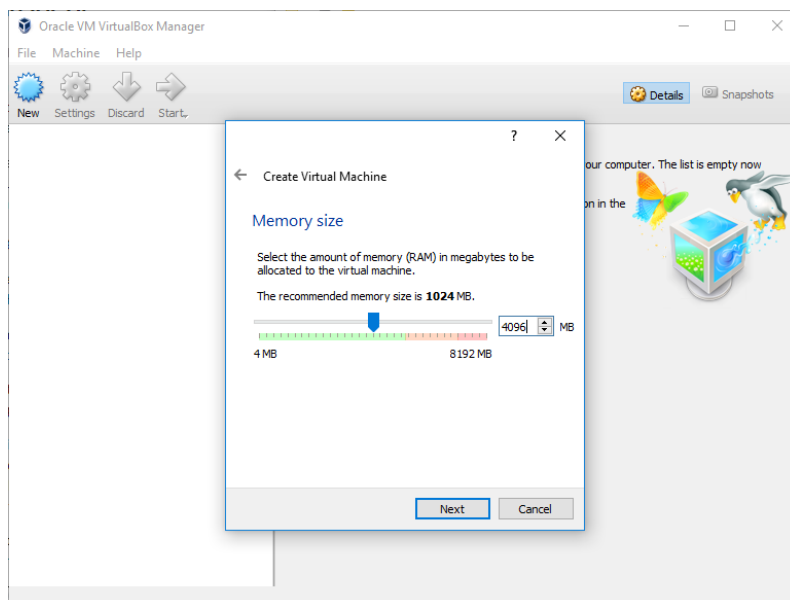 Oracle VM VirtualBox Manager
File Machine Help
New Settings Discard Start
Details Snapshots
?
Create Virtual Machine
our computer. The list is empty now
on in the
Memory size
Select the amount of memory (RAM) in megabytes to be
allocated to the virtual machine.
The recommended memory size is 1024 MB.
4096 MB
4 MB 8192 MB
Next Cancel